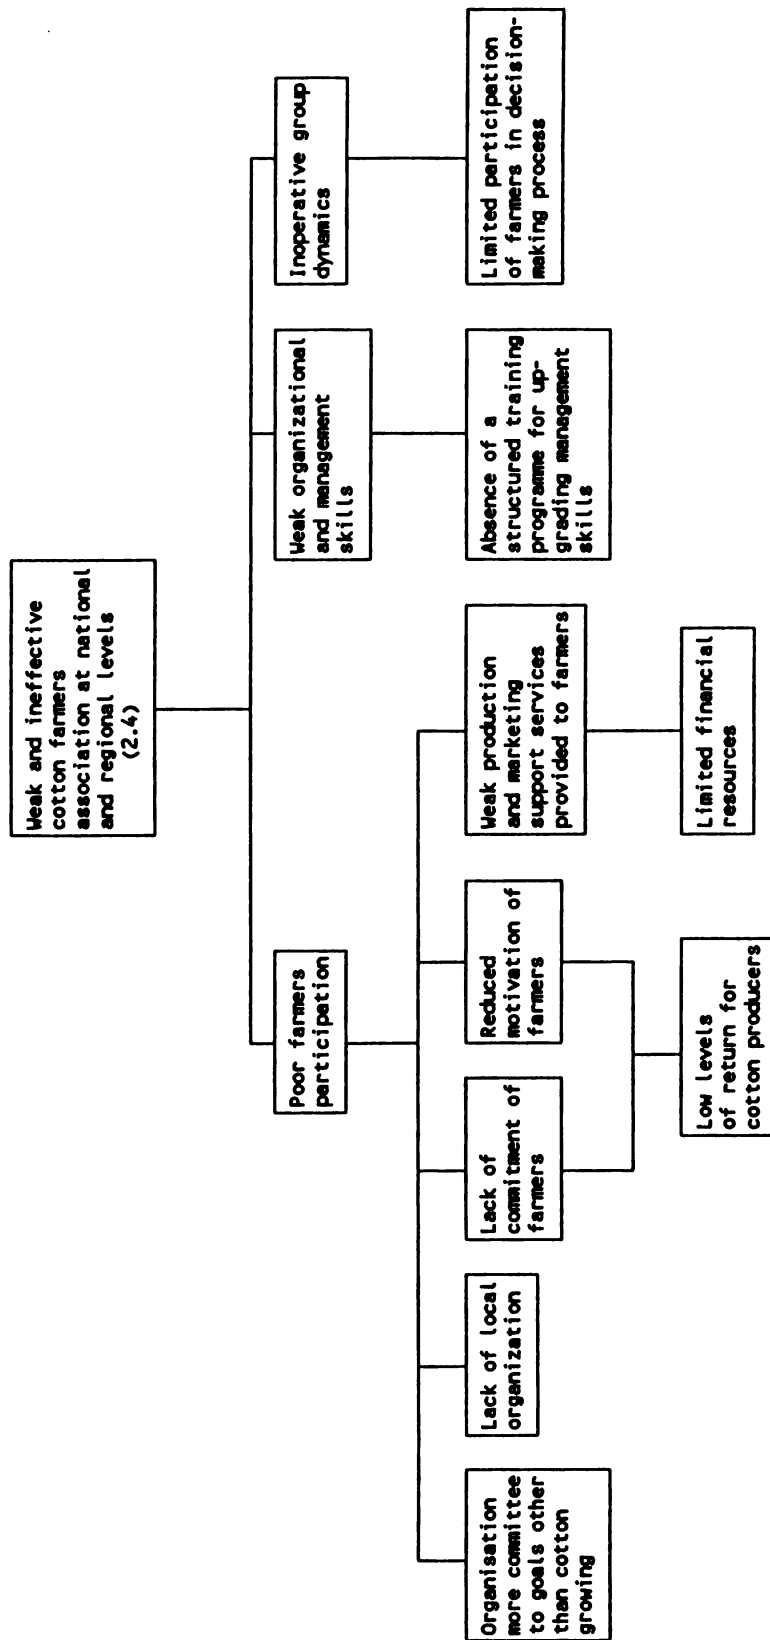 Weak and ineffective
cotton farmers
association at national
and regional levels
(2.4)
Poor farmers
participation
Weak organizational
and management
skills
Inoperative group
dynamics
Organisation
more committee
to goals other
than cotton
growing
Lack of local
organization
Lack of
commitment of
farmers
Reduced
motivation of
farmers
Weak production
and marketing
support services
provided to farmers
Absence of a
structured training
programme for up-
grading management
skills
Limited participation
of farmers in decision-
making process
Low levels
of return for
cotton producers
Limited financial
resources